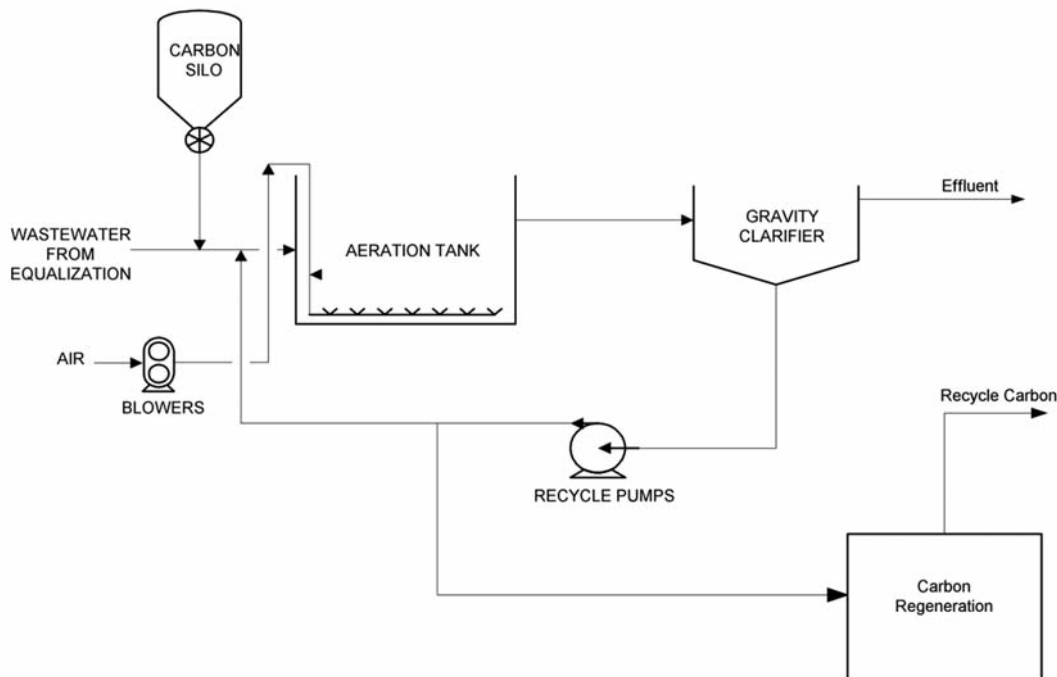 CARBON
SILO
WASTEWATER
FROM
EQUALIZATION
AERATION TANK
GRAVITY
CLARIFIER
Effluent
AIR
BLOWERS
RECYCLE PUMPS
Recycle Carbon
Carbon
Regeneration